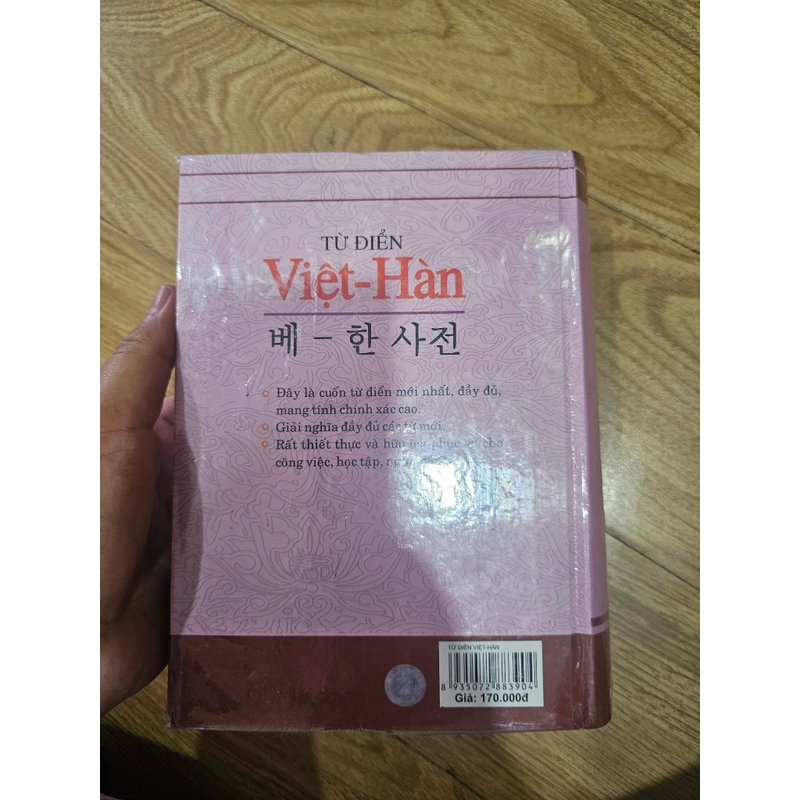 TỪ ĐIỂN
Việt-Hàn
베 - 한 사전
Đây là cuốn từ điển mới nhất, đầy đủ,
mang tính chính xác cao.
Giải nghĩa đầy đủ các từ mới.
Rất thiết thực và hữu ích phục vụ cho
công việc, học tập,
TỪ ĐIỂN VIỆT-HÀN
8 935072 883904
Giá: 170.000đ